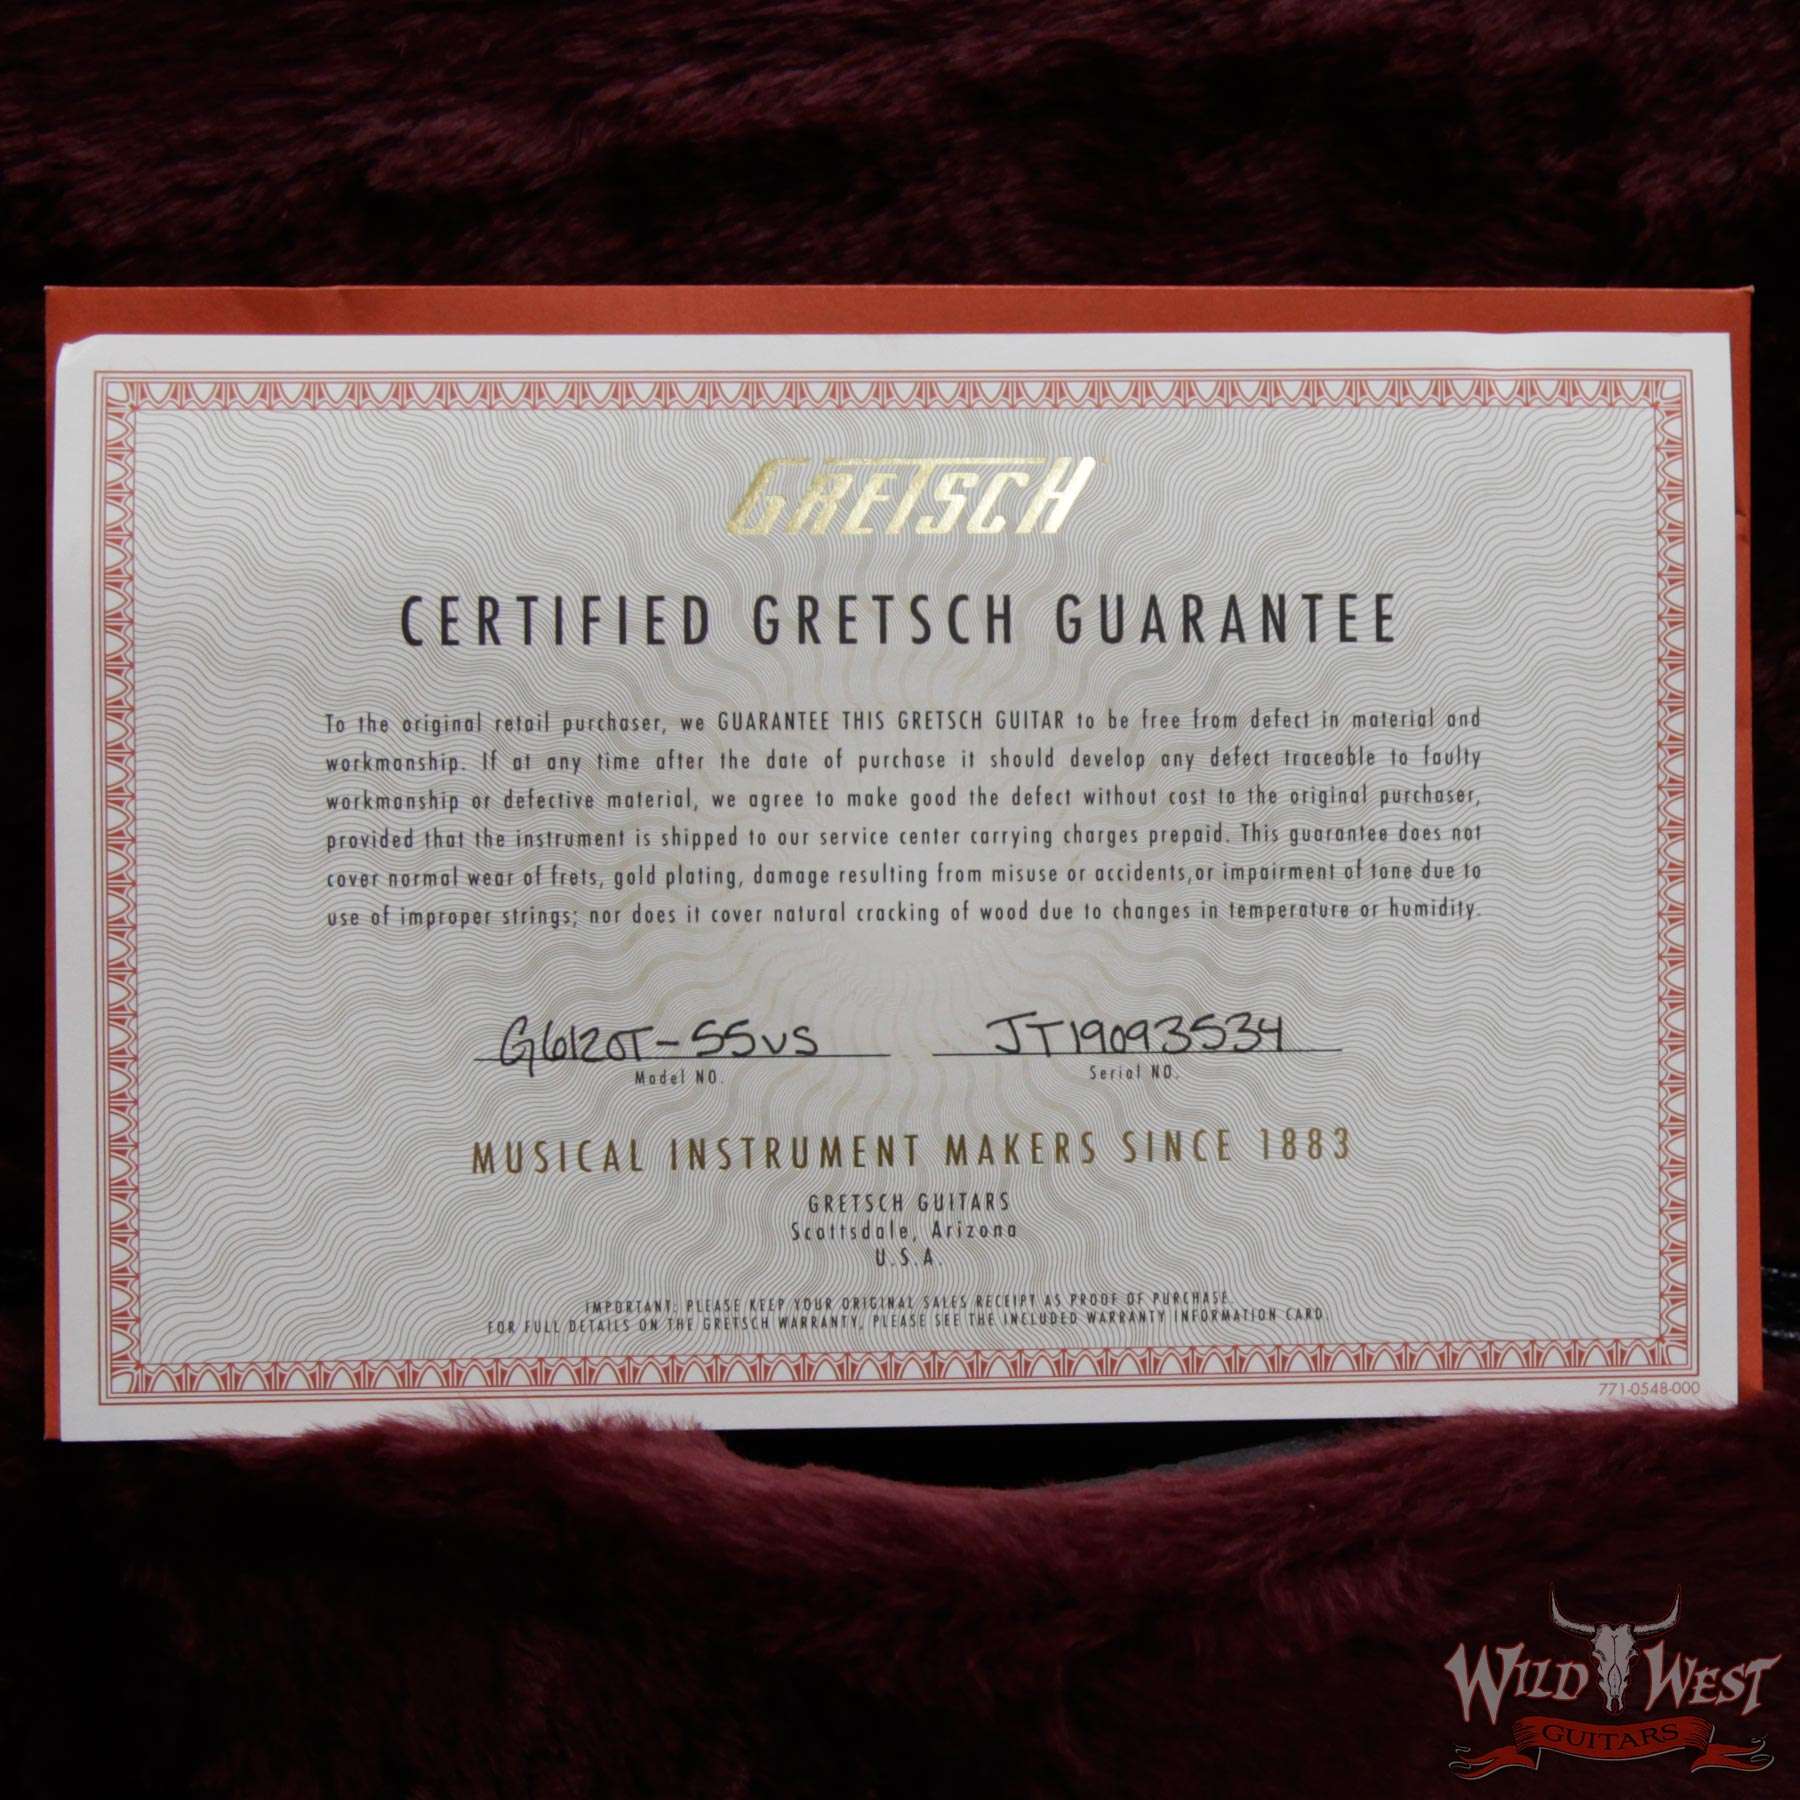 GRETSCH
CERTIFIED GRETSCH GUARANTEE
To the original retail purchaser, we GUARANTEE THIS GRETSCH GUITAR to be free from defect in material and
workmanship. If at any time after the date of purchase it should develop any defect traceable to faulty
workmanship or defective material, we agree to make good the defect without cost to the original purchaser,
provided that the instrument is shipped to our service center carrying charges prepaid. This guarantee does not
cover normal wear of frets, gold plating, damage resulting from misuse or accidents,or impairment of tone due to
use of improper strings; nor does it cover natural cracking of wood due to changes in temperature or humidity.
G6120T-55VS JT19093534
Model NO. Serial NO.
MUSICAL INSTRUMENT MAKERS SINCE 1883
GRETSCH GUITARS
Scottsdale, Arizona
U.S.A.
IMPORTANT: PLEASE KEEP YOUR ORIGINAL SALES RECEIPT AS PROOF OF PURCHASE.
FOR FULL DETAILS ON THE GRETSCH WARRANTY, PLEASE SEE THE INCLUDED WARRANTY INFORMATION CARD.
771-0548-000
WILD WEST
GUITARS